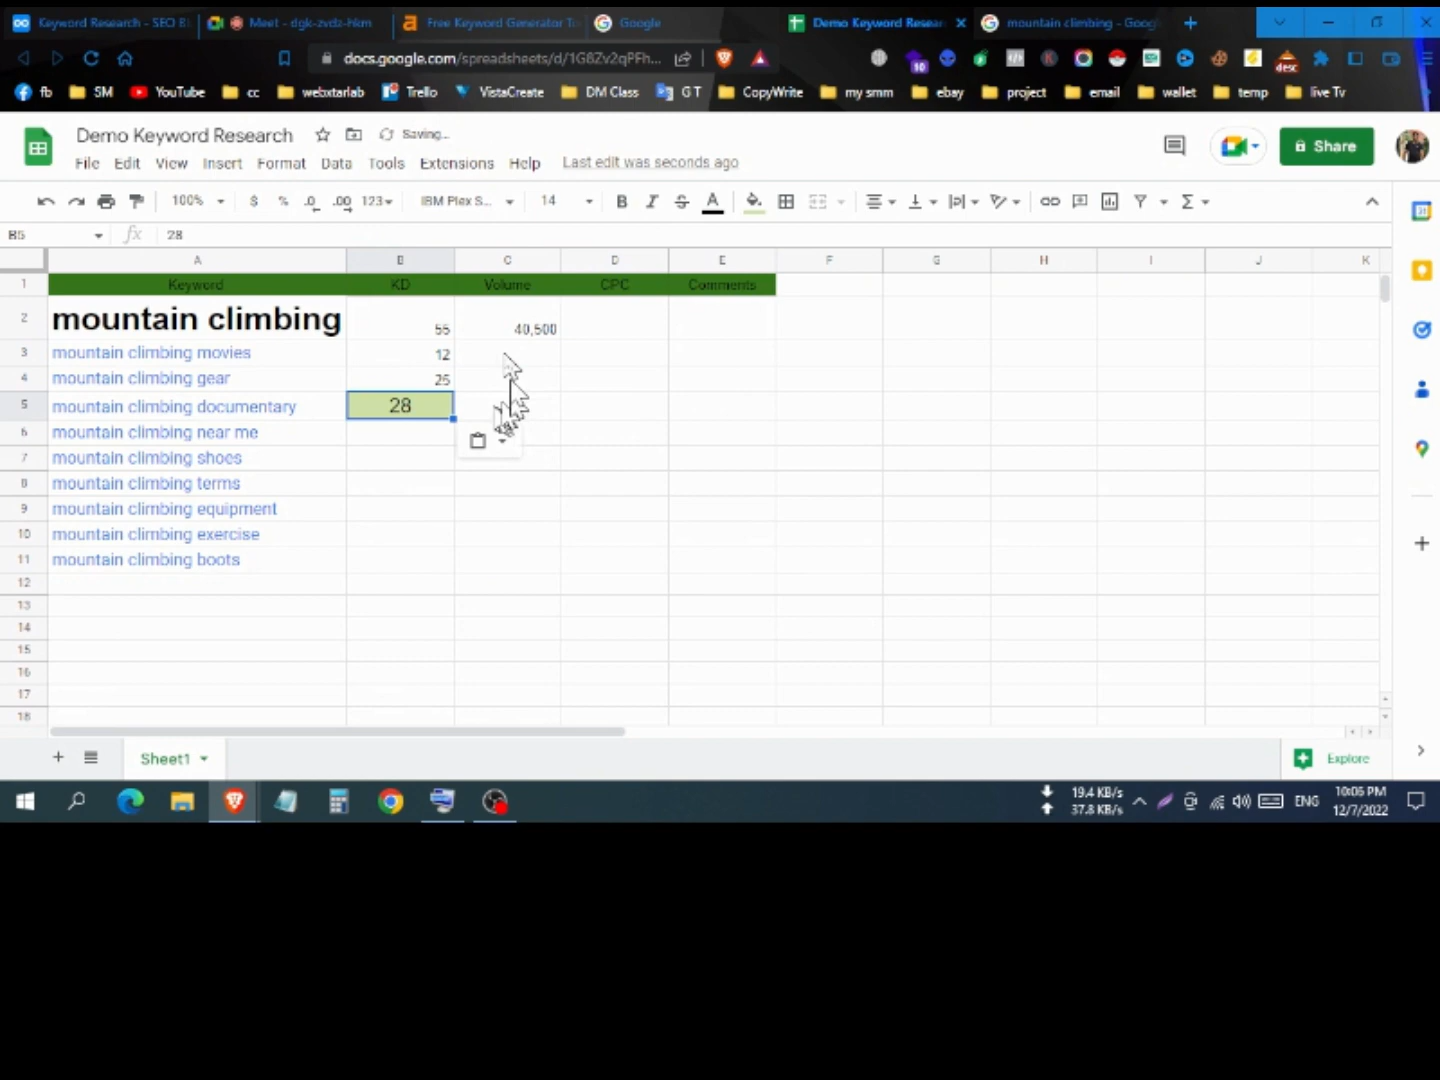 Keyword Research - SEO Bl
Meet - dgk-zvdz-hkm
Free Keyword Generator To
Google
Demo Keyword Resear
mountain climbing - Goog
docs.google.com/spreadsheets/d/1G8Zv2qPFh...
10
desc
fb
SM
YouTube
cc
webxtarlab
Trello
VistaCreate
DM Class
G T
CopyWrite
my smm
ebay
project
email
wallet
temp
live Tv
Demo Keyword Research
Saving...
File Edit View Insert Format Data Tools Extensions Help
Last edit was seconds ago
Share
100%
$ % .0 .00 123
IBM Plex S...
14
B I S A
B5
fx 28
A B C D E F G H I J K
1 Keyword KD Volume CPC Comments
2 mountain climbing 55 40,500
3 mountain climbing movies 12
4 mountain climbing gear 25
5 mountain climbing documentary 28
6 mountain climbing near me
7 mountain climbing shoes
8 mountain climbing terms
9 mountain climbing equipment
10 mountain climbing exercise
11 mountain climbing boots
12
13
14
15
16
17
18
Sheet1
Explore
19.4 KB/s
37.8 KB/s
ENG
10:05 PM
12/7/2022